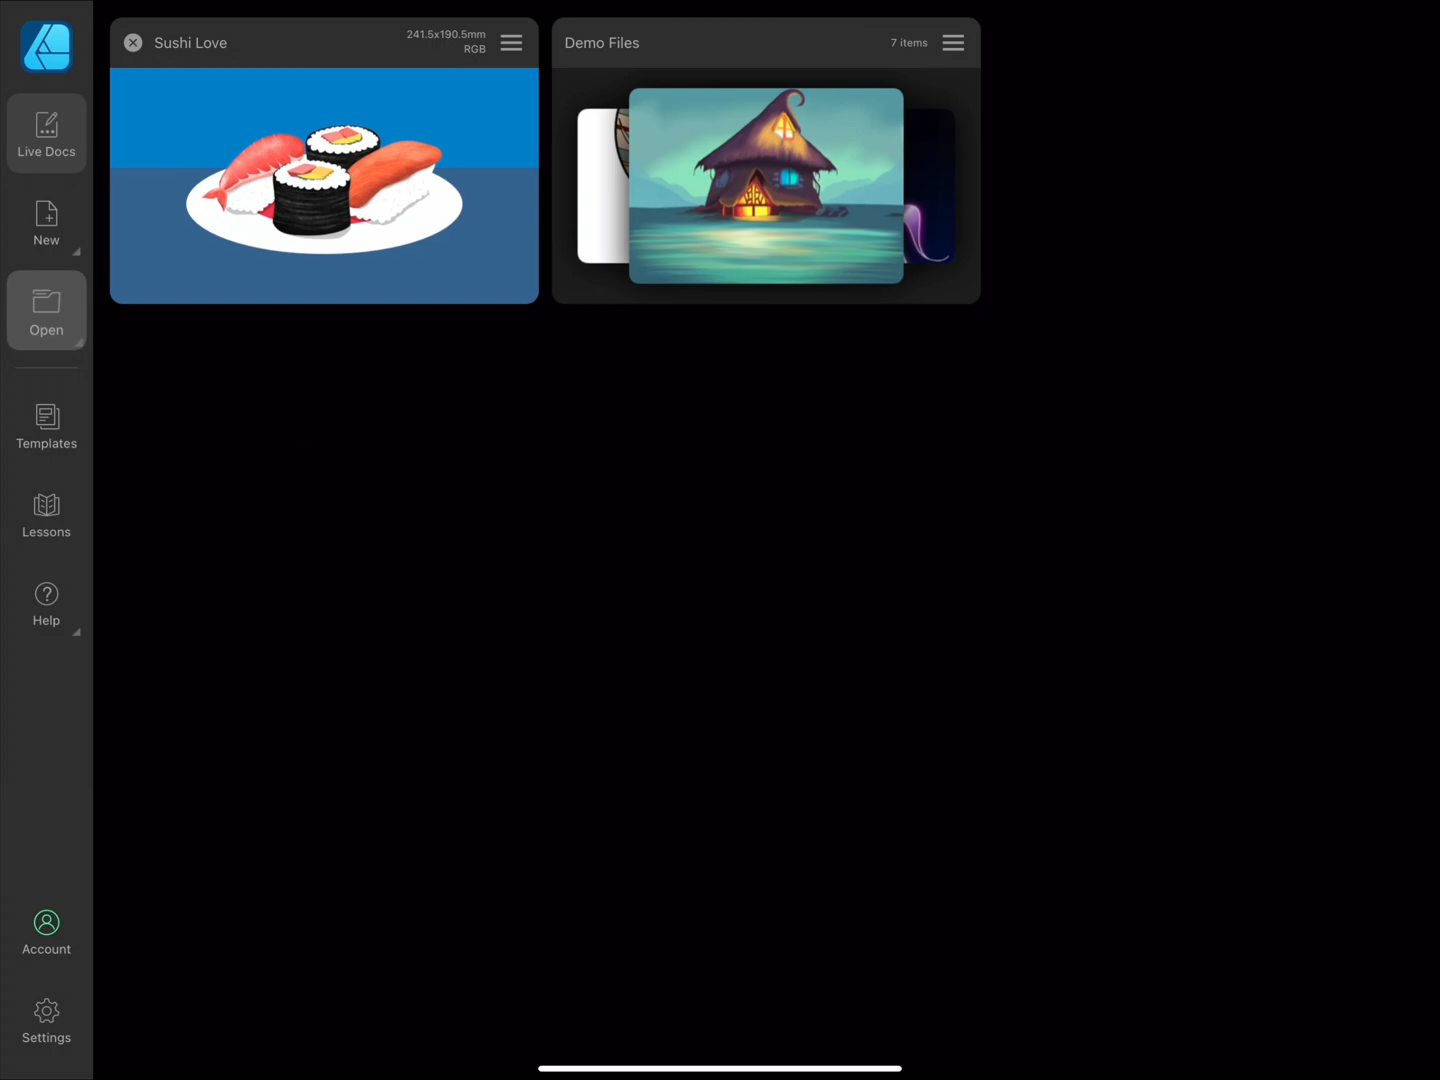 Live Docs
New
Open
Templates
Lessons
Help
Account
Settings
Sushi Love
241.5x190.5mm
RGB
Demo Files
7 items